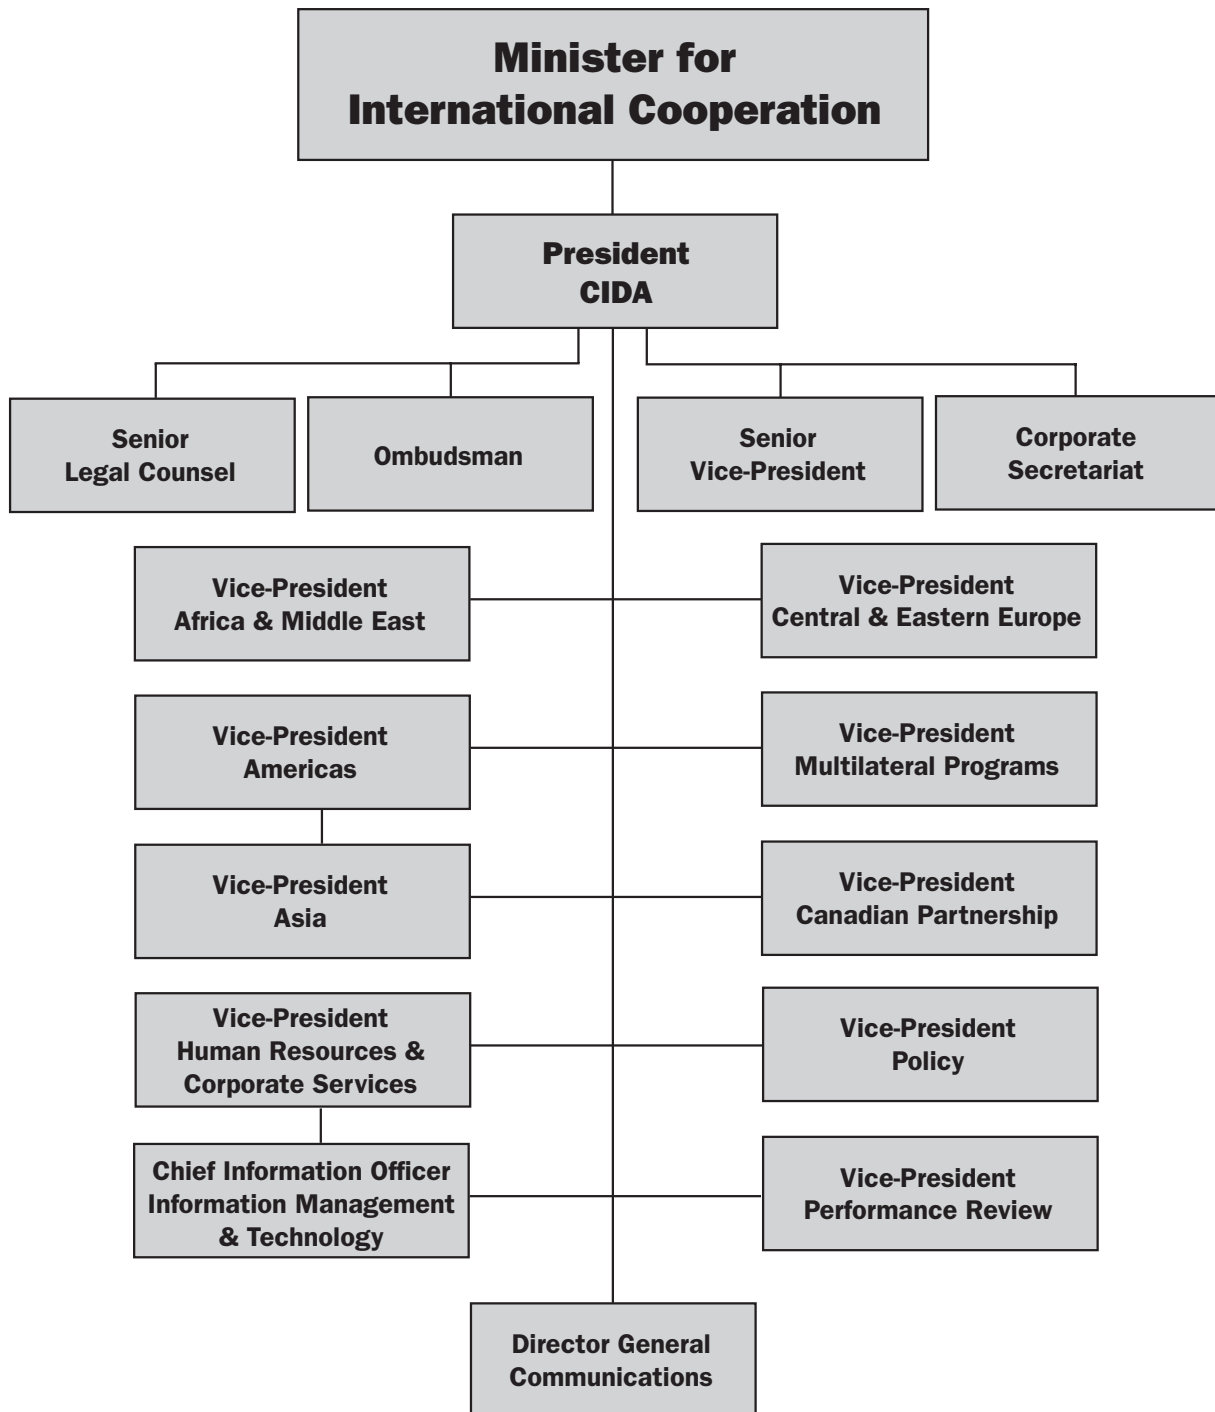 Minister for
International Cooperation
President
CIDA
Senior
Legal Counsel
Ombudsman
Senior
Vice-President
Corporate
Secretariat
Vice-President
Africa & Middle East
Vice-President
Central & Eastern Europe
Vice-President
Americas
Vice-President
Multilateral Programs
Vice-President
Asia
Vice-President
Canadian Partnership
Vice-President
Human Resources &
Corporate Services
Vice-President
Policy
Chief Information Officer
Information Management
& Technology
Vice-President
Performance Review
Director General
Communications